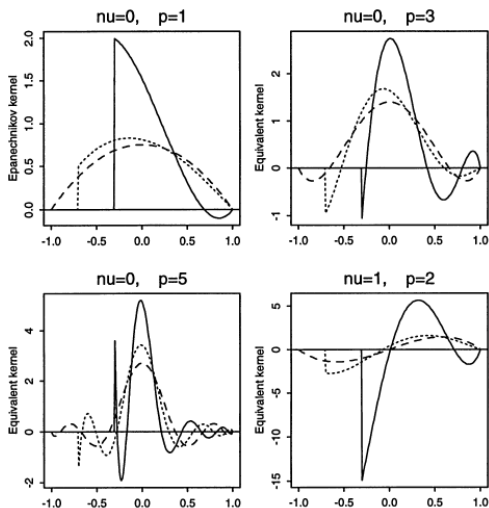 nu=0, p=1
Epanechnikov kernel
2.0
1.5
1.0
0.5
0.0
-1.0 -0.5 0.0 0.5 1.0
nu=0, p=3
Equivalent kernel
2
1
0
-1
-1.0 -0.5 0.0 0.5 1.0
nu=0, p=5
Equivalent kernel
4
2
0
-2
-1.0 -0.5 0.0 0.5 1.0
nu=1, p=2
Equivalent kernel
5
0
-5
-10
-15
-1.0 -0.5 0.0 0.5 1.0